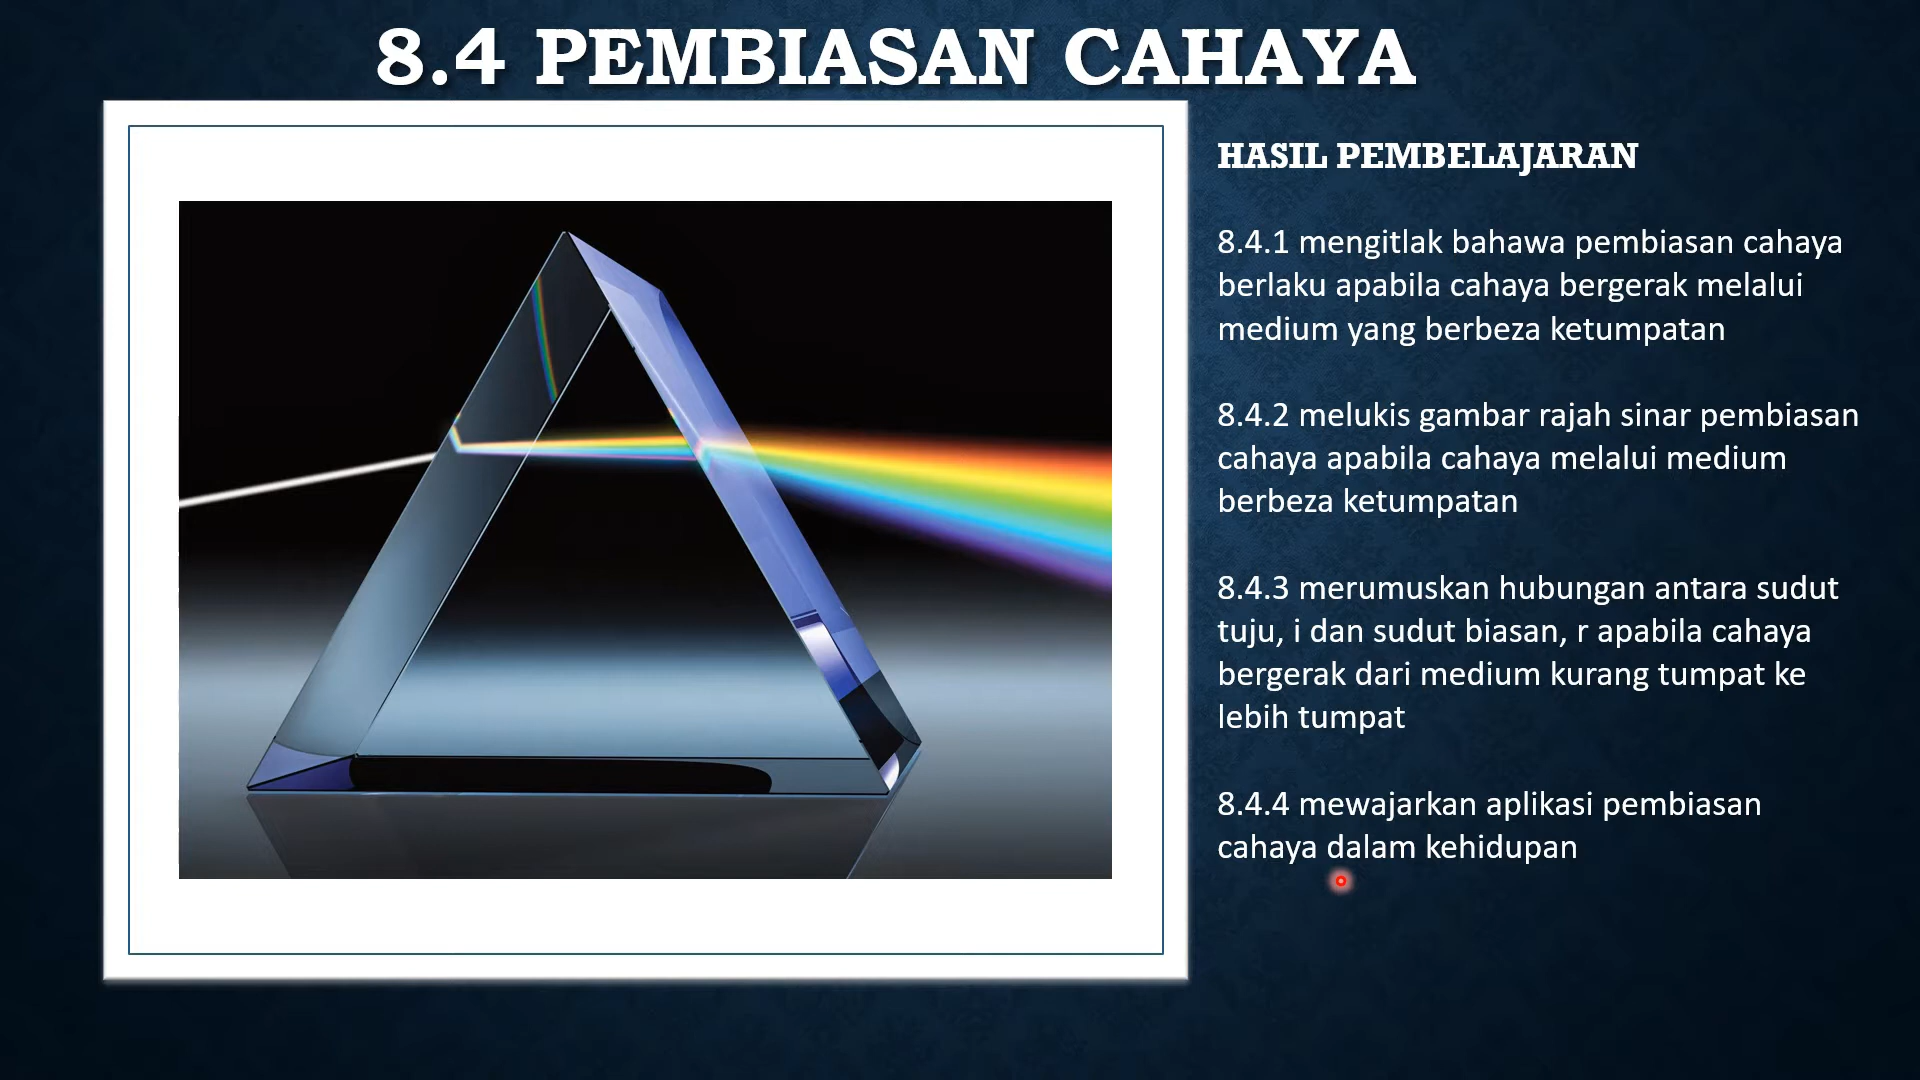 8.4 PEMBIASAN CAHAYA
HASIL PEMBELAJARAN
8.4.1 mengitlak bahawa pembiasan cahaya
berlaku apabila cahaya bergerak melalui
medium yang berbeza ketumpatan
8.4.2 melukis gambar rajah sinar pembiasan
cahaya apabila cahaya melalui medium
berbeza ketumpatan
8.4.3 merumuskan hubungan antara sudut
tuju, i dan sudut biasan, r apabila cahaya
bergerak dari medium kurang tumpat ke
lebih tumpat
8.4.4 mewajarkan aplikasi pembiasan
cahaya dalam kehidupan